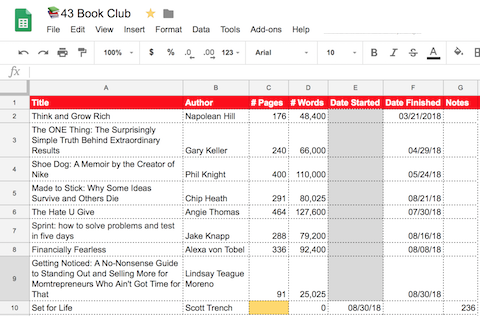 📚43 Book Club
File Edit View Insert Format Data Tools Add-ons Help
100% $ % .0 .00 123 Arial 10 B I S A
fx
A B C D E F G
1 Title Author # Pages # Words Date Started Date Finished Notes
2 Think and Grow Rich Napolean Hill 176 48,400 03/21/2018
The ONE Thing: The Surprisingly
Simple Truth Behind Extraordinary
3 Results Gary Keller 240 66,000 04/29/18
Shoe Dog: A Memoir by the Creator of
4 Nike Phil Knight 400 110,000 05/24/18
Made to Stick: Why Some Ideas
5 Survive and Others Die Chip Heath 291 80,025 08/21/18
6 The Hate U Give Angie Thomas 464 127,600 07/30/18
Sprint: how to solve problems and test
7 in five days Jake Knapp 288 79,200 08/16/18
8 Financially Fearless Alexa von Tobel 336 92,400 08/08/18
Getting Noticed: A No-Nonsense Guide
to Standing Out and Selling More for Lindsay Teague
Momtrepreneurs Who Ain't Got Time for Moreno
9 That 91 25,025 08/30/18
10 Set for Life Scott Trench 0 08/30/18 236